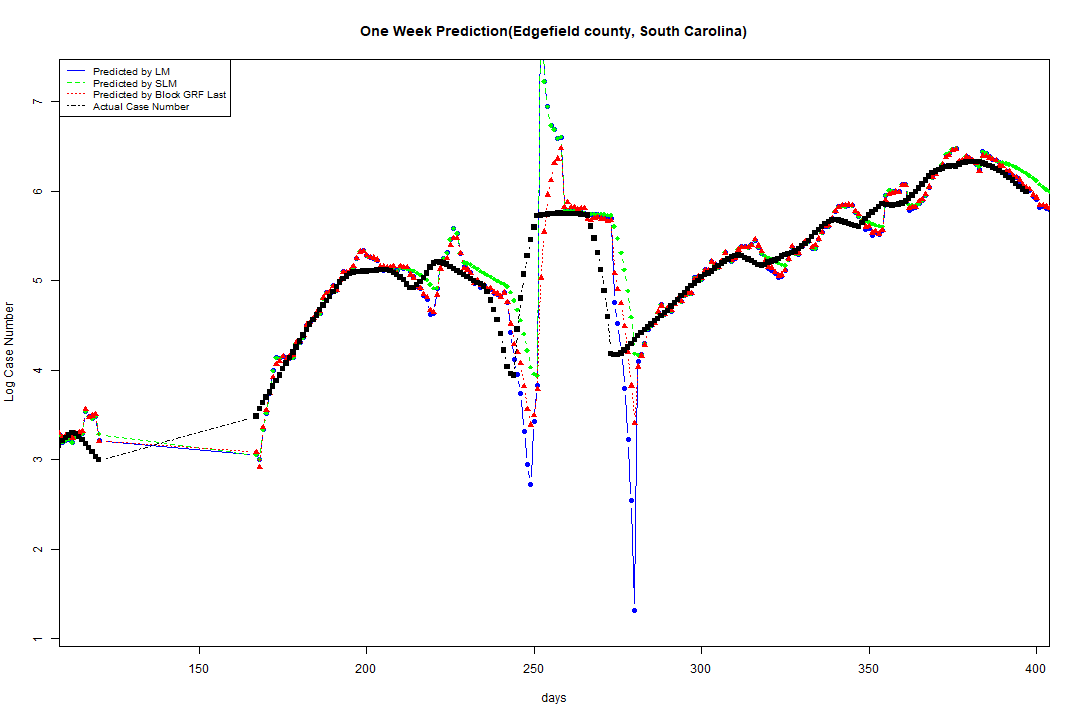 One Week Prediction(Edgefield county, South Carolina)
Predicted by LM
Predicted by SLM
Predicted by Block GRF Last
Actual Case Number
7
6
5
4
3
2
1
Log Case Number
150 200 250 300 350 400
days